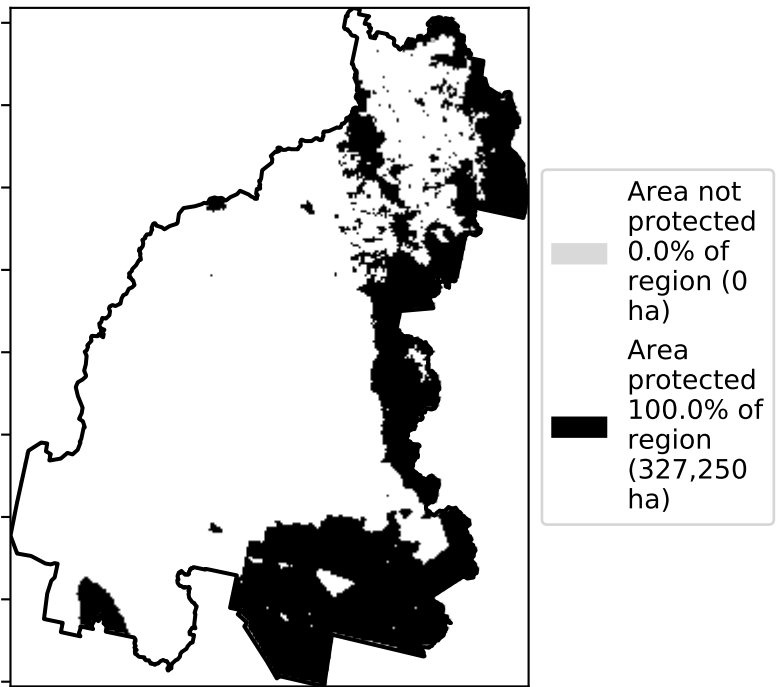 Area not
protected
0.0% of
region (0
ha)
Area
protected
100.0% of
region
(327,250
ha)